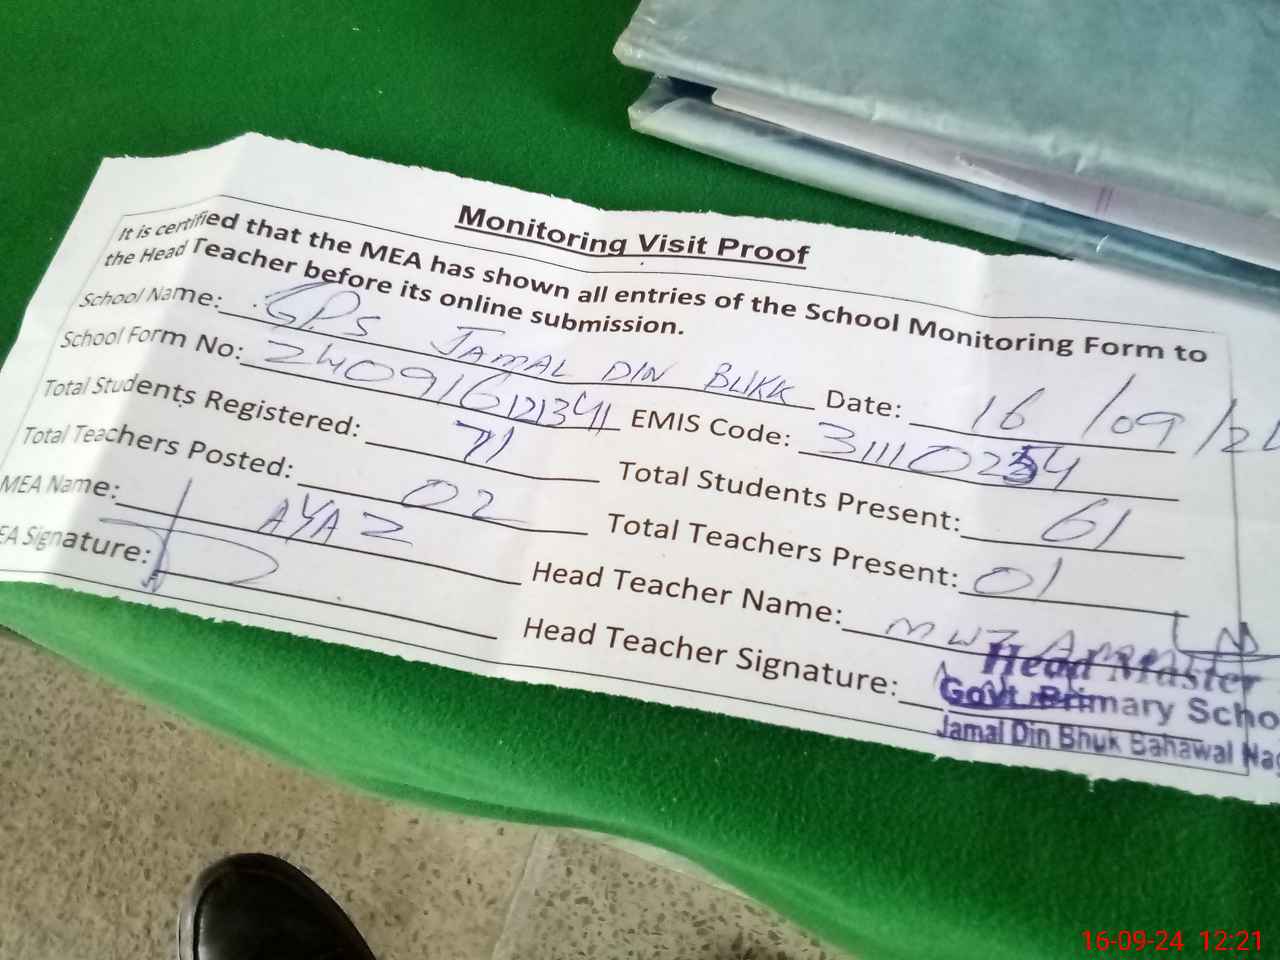 Monitoring Visit Proof
It is certified that the MEA has shown all entries of the School Monitoring Form to
the Head Teacher before its online submission.
School Name: GPS JAMAL DIN BUKK Date: 16/09/2
School Form No: 240916121341 EMIS Code: 31110254
Total Students Registered: 71 Total Students Present: 61
Total Teachers Posted: 02 Total Teachers Present: 01
MEA Name: AYAZ Head Teacher Name:
EA Signature: Head Teacher Signature:
Head Master
Govt. Primary Scho
Jamal Din Bhuk Bahawal Nag
16-09-24 12:21